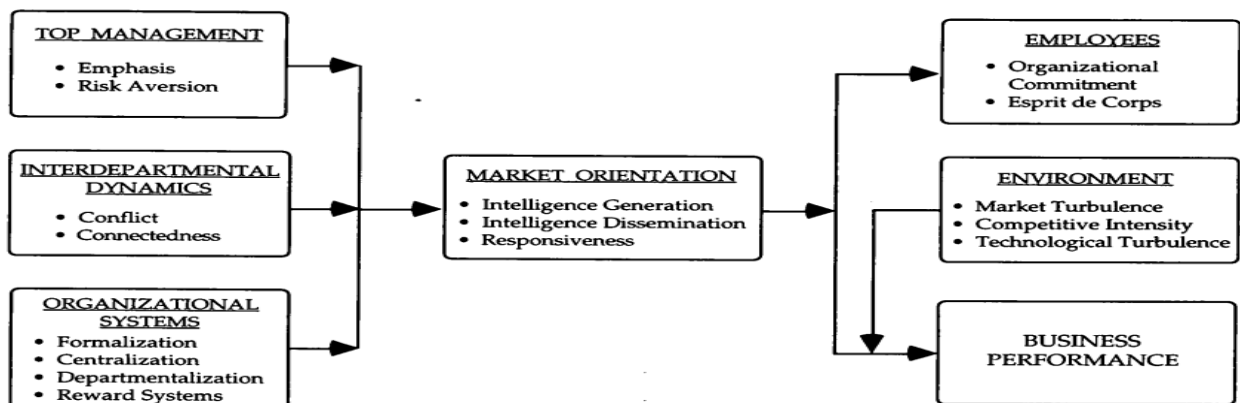 TOP MANAGEMENT
• Emphasis
• Risk Aversion
INTERDEPARTMENTAL
DYNAMICS
• Conflict
• Connectedness
ORGANIZATIONAL
SYSTEMS
• Formalization
• Centralization
• Departmentalization
• Reward Systems
MARKET ORIENTATION
• Intelligence Generation
• Intelligence Dissemination
• Responsiveness
EMPLOYEES
• Organizational
Commitment
• Esprit de Corps
ENVIRONMENT
• Market Turbulence
• Competitive Intensity
• Technological Turbulence
BUSINESS
PERFORMANCE